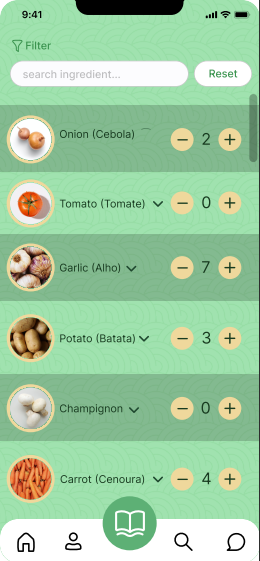 9:41
Filter
search ingredient... Reset
Onion (Cebola) 2
Tomato (Tomate) 0
Garlic (Alho) 7
Potato (Batata) 3
Champignon 0
Carrot (Cenoura) 4